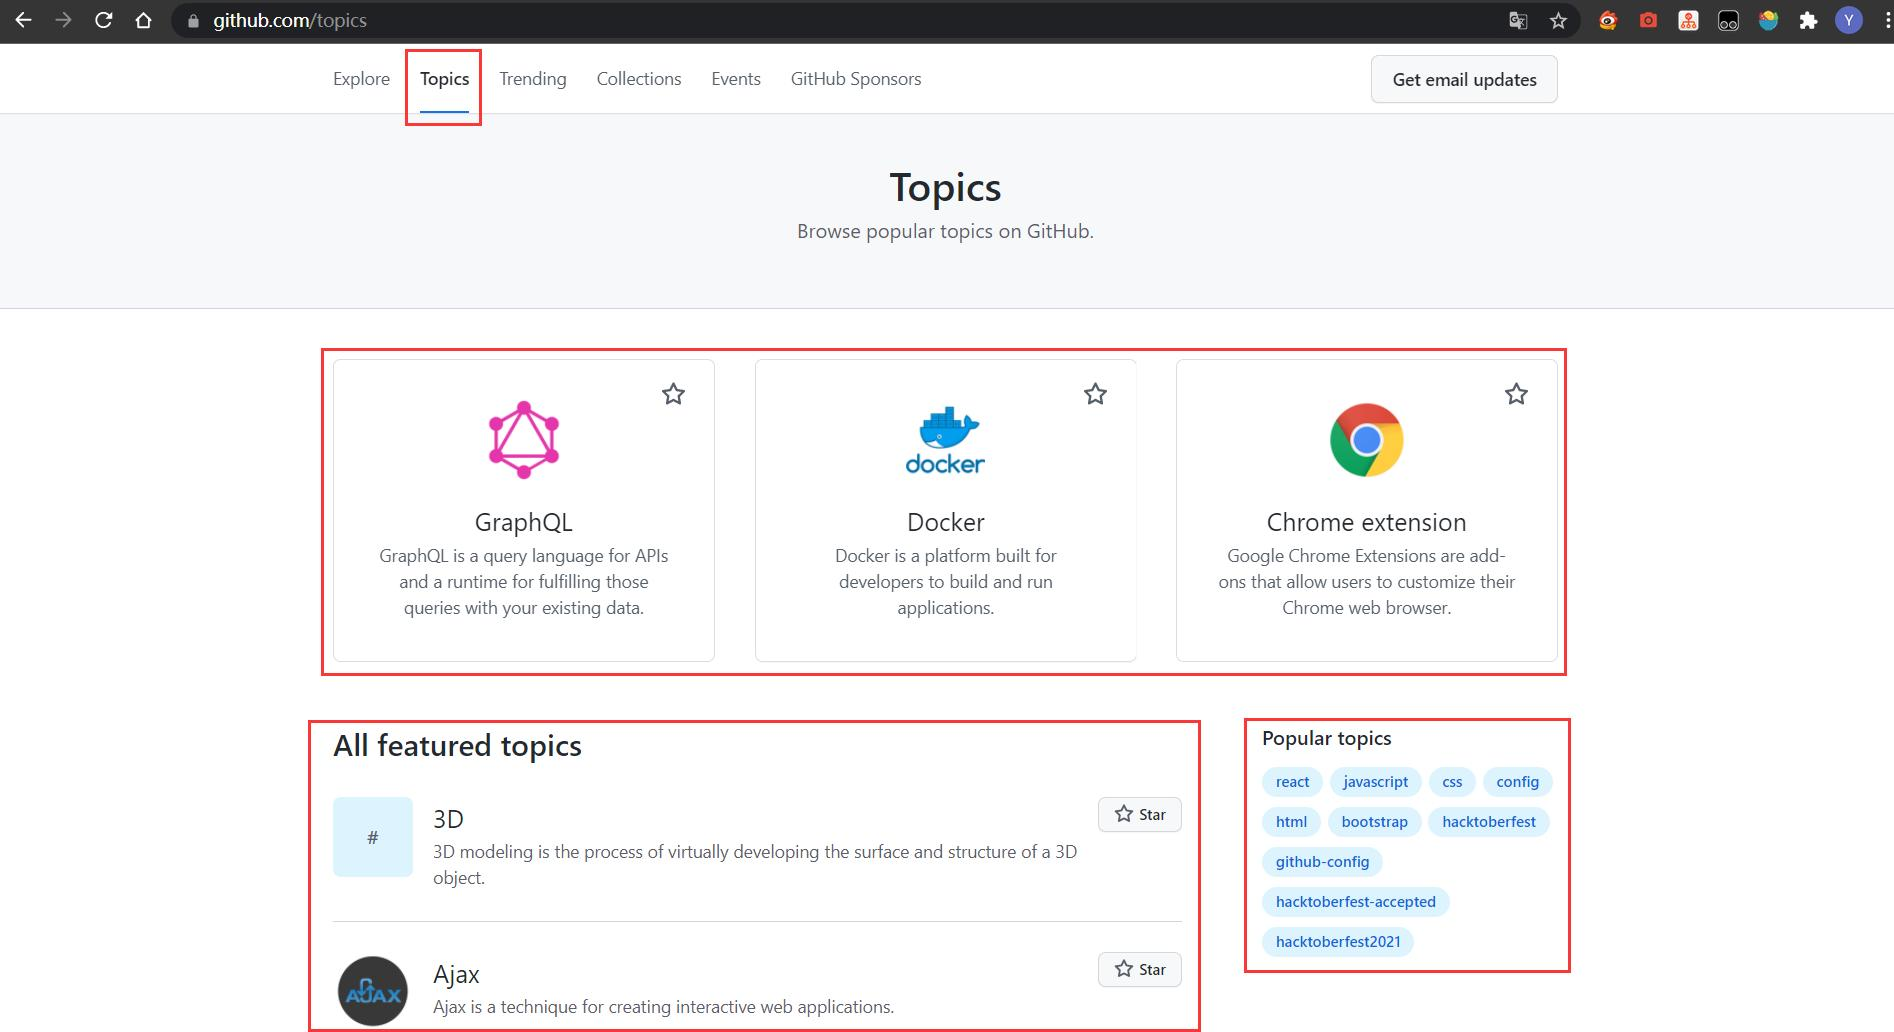 github.com/topics
Y
Explore Topics Trending Collections Events GitHub Sponsors
Get email updates
Topics
Browse popular topics on GitHub.
docker
GraphQL
GraphQL is a query language for APIs
and a runtime for fulfilling those
queries with your existing data.
Docker
Docker is a platform built for
developers to build and run
applications.
Chrome extension
Google Chrome Extensions are add-
ons that allow users to customize their
Chrome web browser.
All featured topics
#
3D
Star
3D modeling is the process of virtually developing the surface and structure of a 3D
object.
AJAX
Ajax
Star
Ajax is a technique for creating interactive web applications.
Popular topics
react javascript css config
html bootstrap hacktoberfest
github-config
hacktoberfest-accepted
hacktoberfest2021